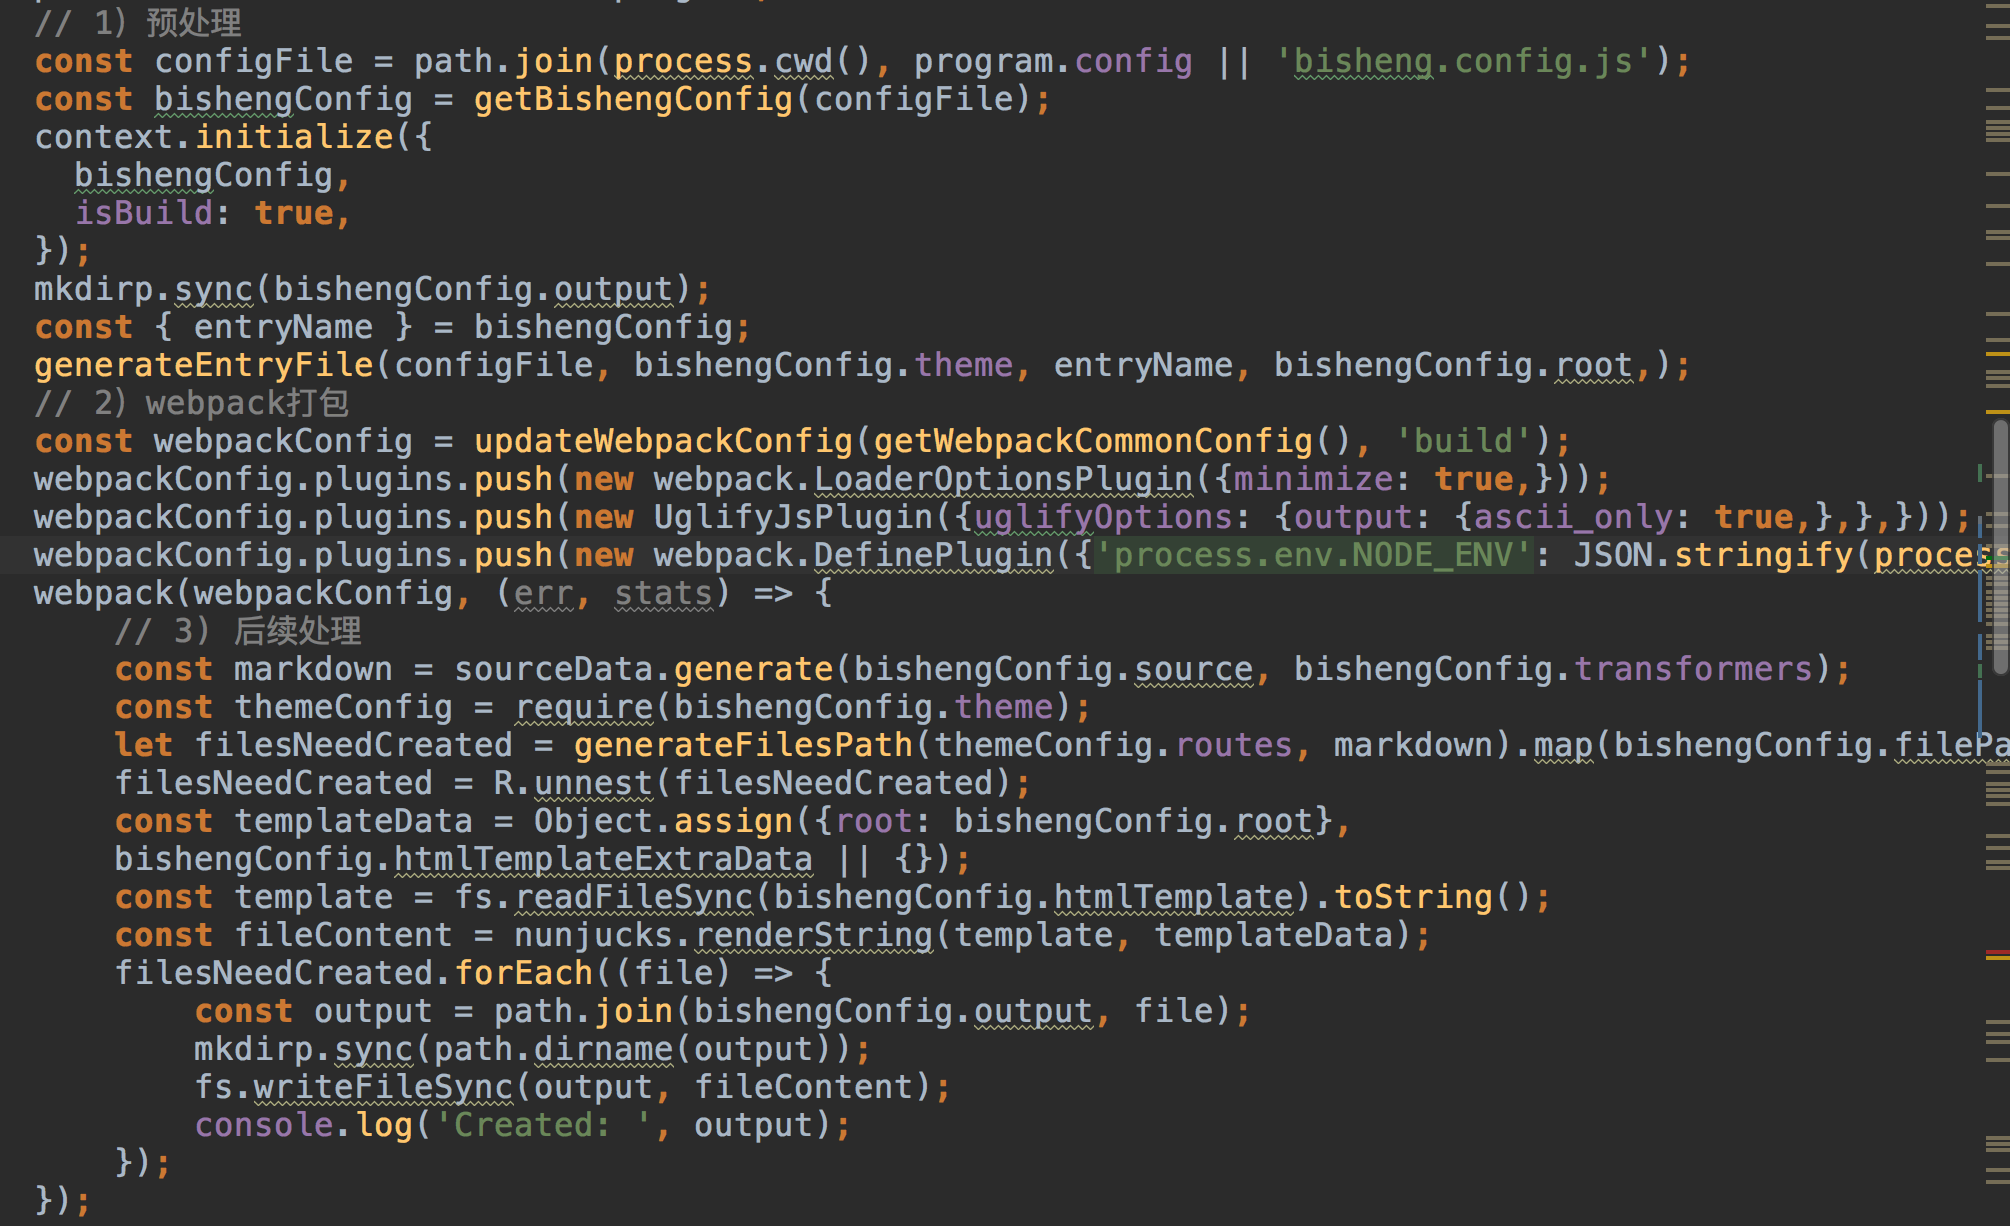 // 1) 预处理
const configFile = path.join(process.cwd(), program.config || 'bisheng.config.js');
const bishengConfig = getBishengConfig(configFile);
context.initialize({
  bishengConfig,
  isBuild: true,
});
mkdirp.sync(bishengConfig.output);
const { entryName } = bishengConfig;
generateEntryFile(configFile, bishengConfig.theme, entryName, bishengConfig.root,);
// 2) webpack打包
const webpackConfig = updateWebpackConfig(getWebpackCommonConfig(), 'build');
webpackConfig.plugins.push(new webpack.LoaderOptionsPlugin({minimize: true,}));
webpackConfig.plugins.push(new UglifyJsPlugin({uglifyOptions: {output: {ascii_only: true,},},}));
webpackConfig.plugins.push(new webpack.DefinePlugin({'process.env.NODE_ENV': JSON.stringify(process
webpack(webpackConfig, (err, stats) => {
    // 3) 后续处理
    const markdown = sourceData.generate(bishengConfig.source, bishengConfig.transformers);
    const themeConfig = require(bishengConfig.theme);
    let filesNeedCreated = generateFilesPath(themeConfig.routes, markdown).map(bishengConfig.filePa
    filesNeedCreated = R.unnest(filesNeedCreated);
    const templateData = Object.assign({root: bishengConfig.root},
    bishengConfig.htmlTemplateExtraData || {});
    const template = fs.readFileSync(bishengConfig.htmlTemplate).toString();
    const fileContent = nunjucks.renderString(template, templateData);
    filesNeedCreated.forEach((file) => {
        const output = path.join(bishengConfig.output, file);
        mkdirp.sync(path.dirname(output));
        fs.writeFileSync(output, fileContent);
        console.log('Created: ', output);
    });
});